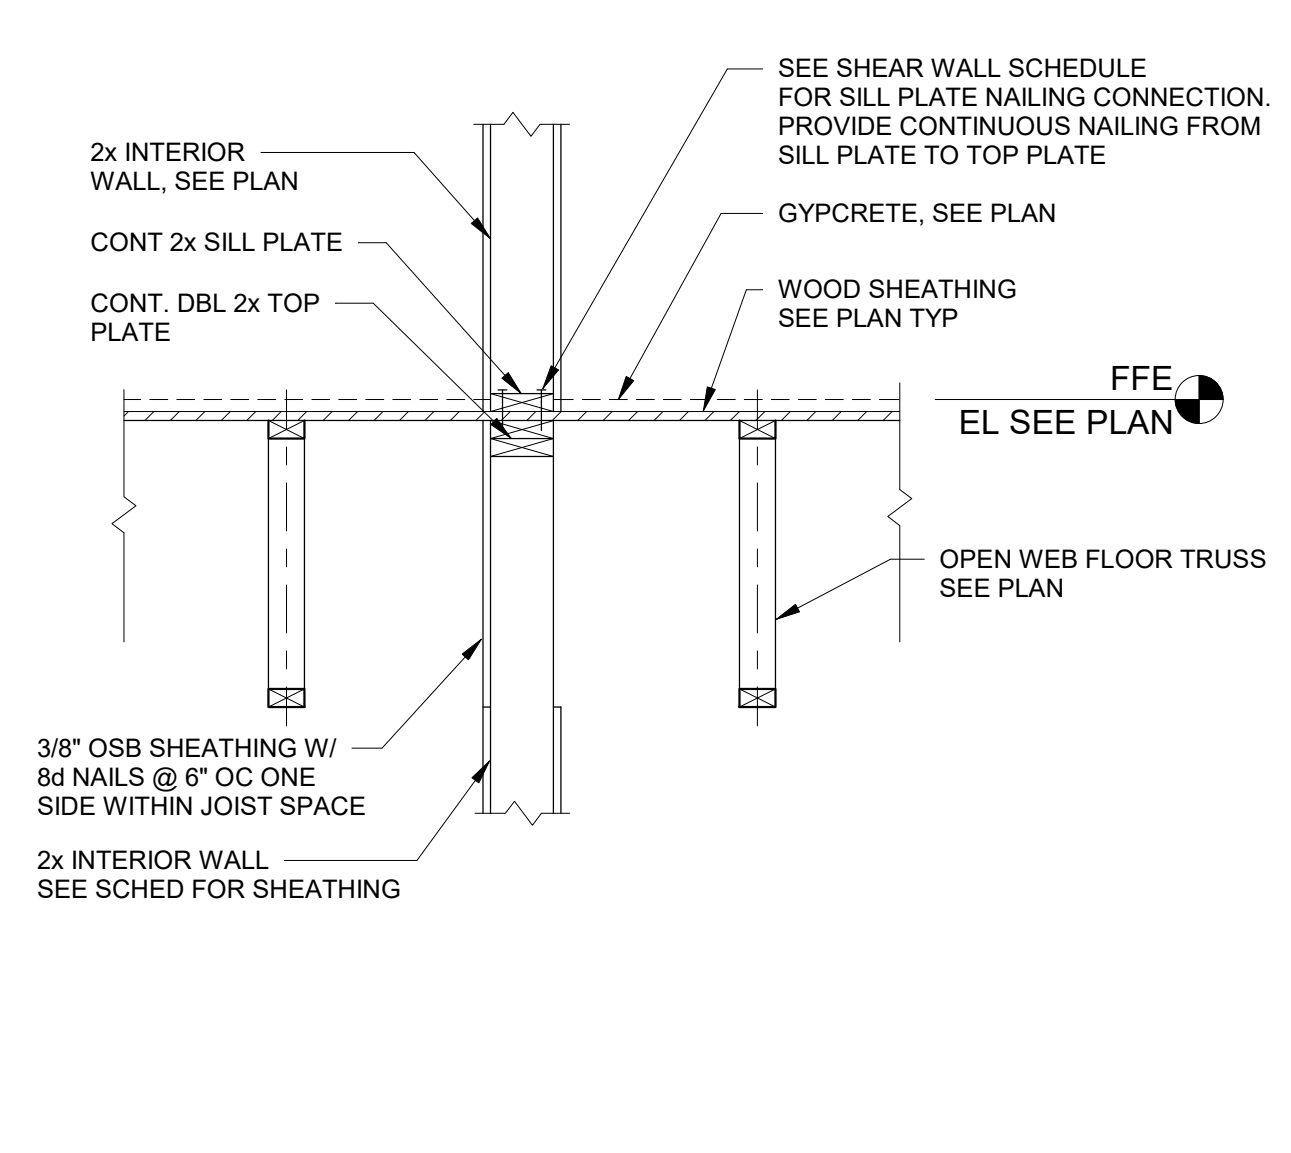 SEE SHEAR WALL SCHEDULE
FOR SILL PLATE NAILING CONNECTION.
PROVIDE CONTINUOUS NAILING FROM
SILL PLATE TO TOP PLATE
2x INTERIOR
WALL, SEE PLAN
GYPCRETE, SEE PLAN
CONT 2x SILL PLATE
WOOD SHEATHING
SEE PLAN TYP
CONT. DBL 2x TOP
PLATE
FFE
EL SEE PLAN
OPEN WEB FLOOR TRUSS
SEE PLAN
3/8" OSB SHEATHING W/
8d NAILS @ 6" OC ONE
SIDE WITHIN JOIST SPACE
2x INTERIOR WALL
SEE SCHED FOR SHEATHING